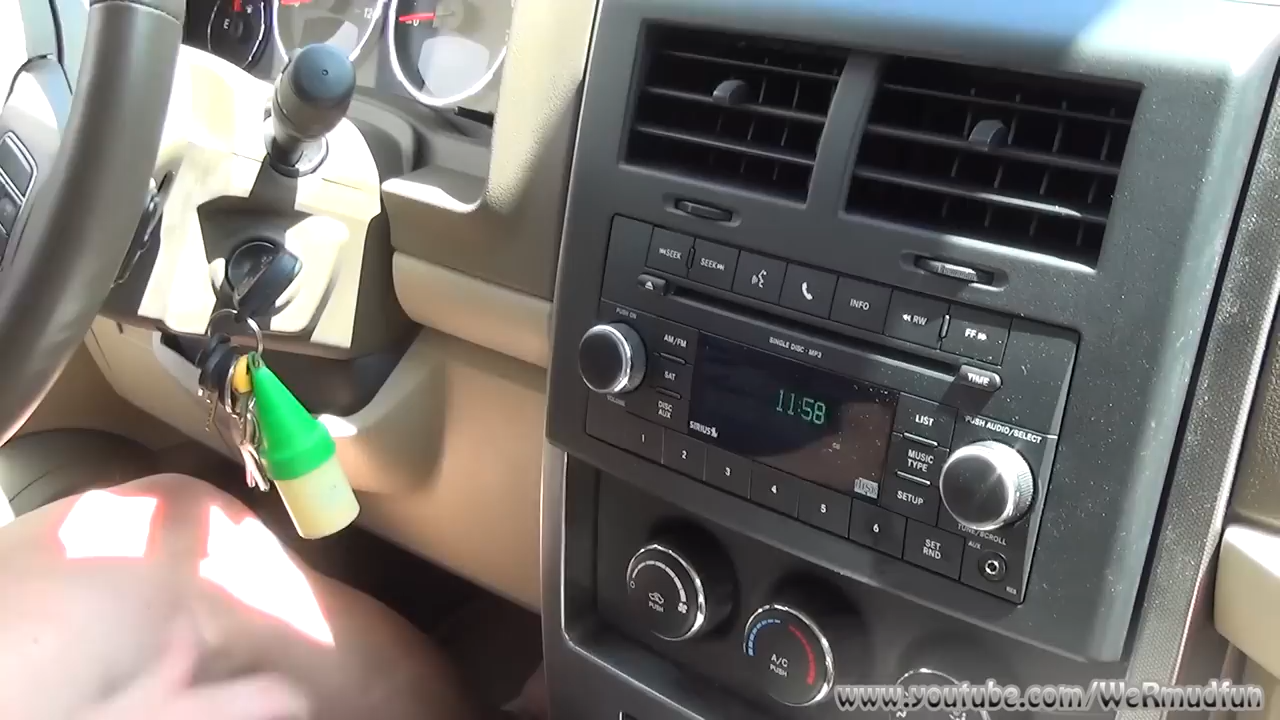 E
120
SEEK
SEEK
INFO
RW
FF
PUSH ON
VOLUME
AM/FM
SAT
DISC
AUX
SINGLE DISC · MP3
TIME
11:58
SIRIUS
LIST
MUSIC
TYPE
SETUP
PUSH AUDIO/SELECT
TUNE/SCROLL
1
2
3
4
5
6
SET
RND
AUX
O
PUSH
A/C
PUSH
www.youtube.com/WeRmudfun